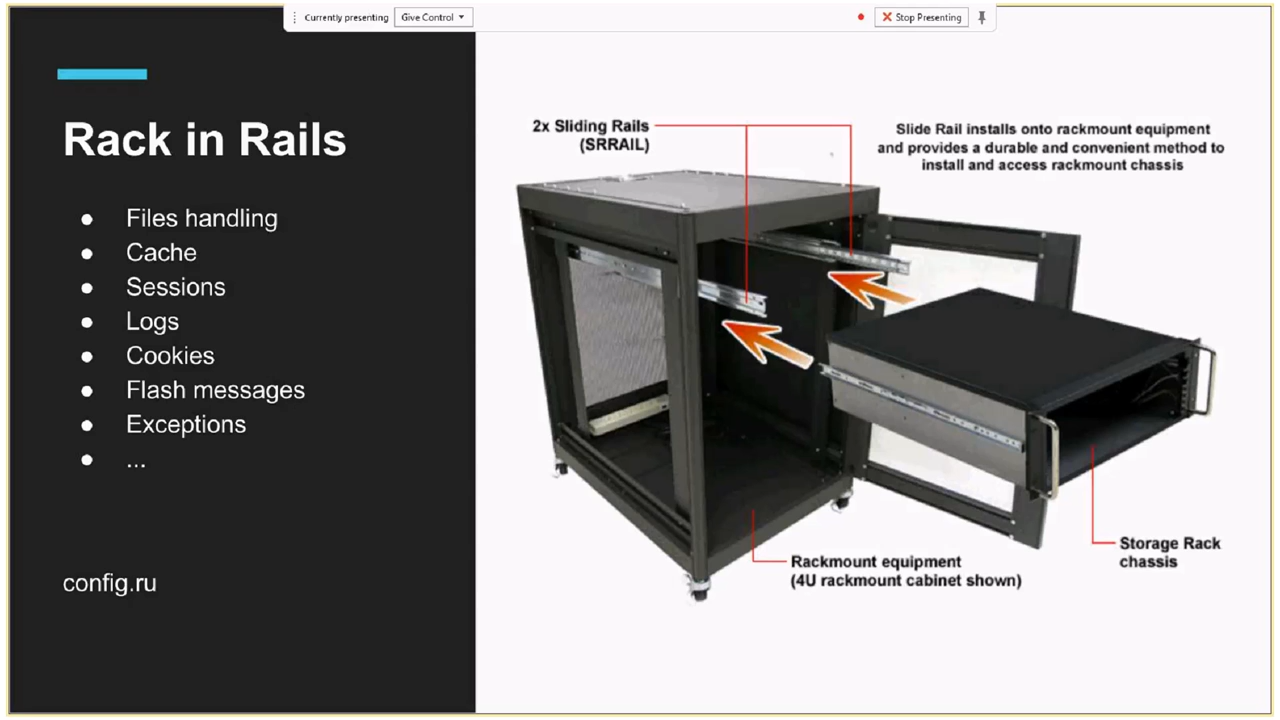 Currently presenting
Give Control
Stop Presenting
Rack in Rails
● Files handling
● Cache
● Sessions
● Logs
● Cookies
● Flash messages
● Exceptions
● ...
config.ru
2x Sliding Rails
(SRRAIL)
Slide Rail installs onto rackmount equipment
and provides a durable and convenient method to
install and access rackmount chassis
Rackmount equipment
(4U rackmount cabinet shown)
Storage Rack
chassis